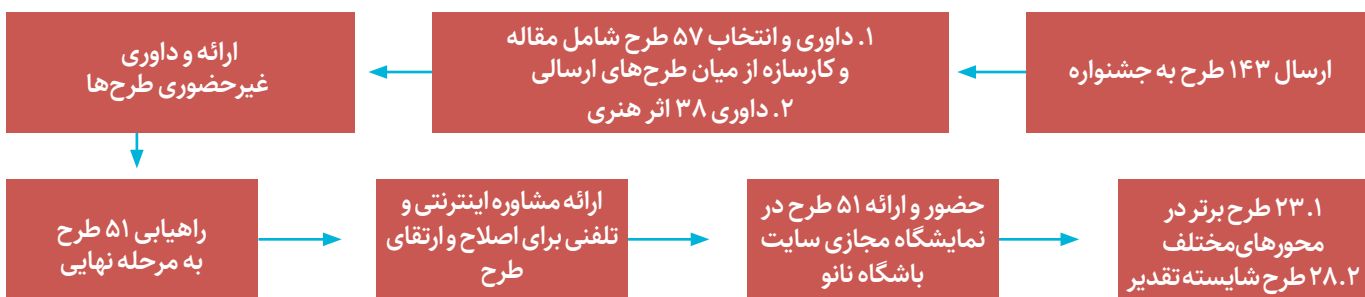 ارسال ۱۴۳ طرح به جشنواره
۱. داوری و انتخاب ۵۷ طرح شامل مقاله
و کارسازه از میان طرح‌های ارسالی
۲. داوری ۳۸ اثر هنری
ارائه و داوری
غیرحضوری طرح‌ها
راهیابی ۵۱ طرح
به مرحله نهایی
ارائه مشاوره اینترنتی و
تلفنی برای اصلاح و ارتقای
طرح
حضور و ارائه ۵۱ طرح در
نمایشگاه مجازی سایت
باشگاه نانو
۲۳.۱ طرح برتر در
محورهای مختلف
۲۸.۲ طرح شایسته تقدیر